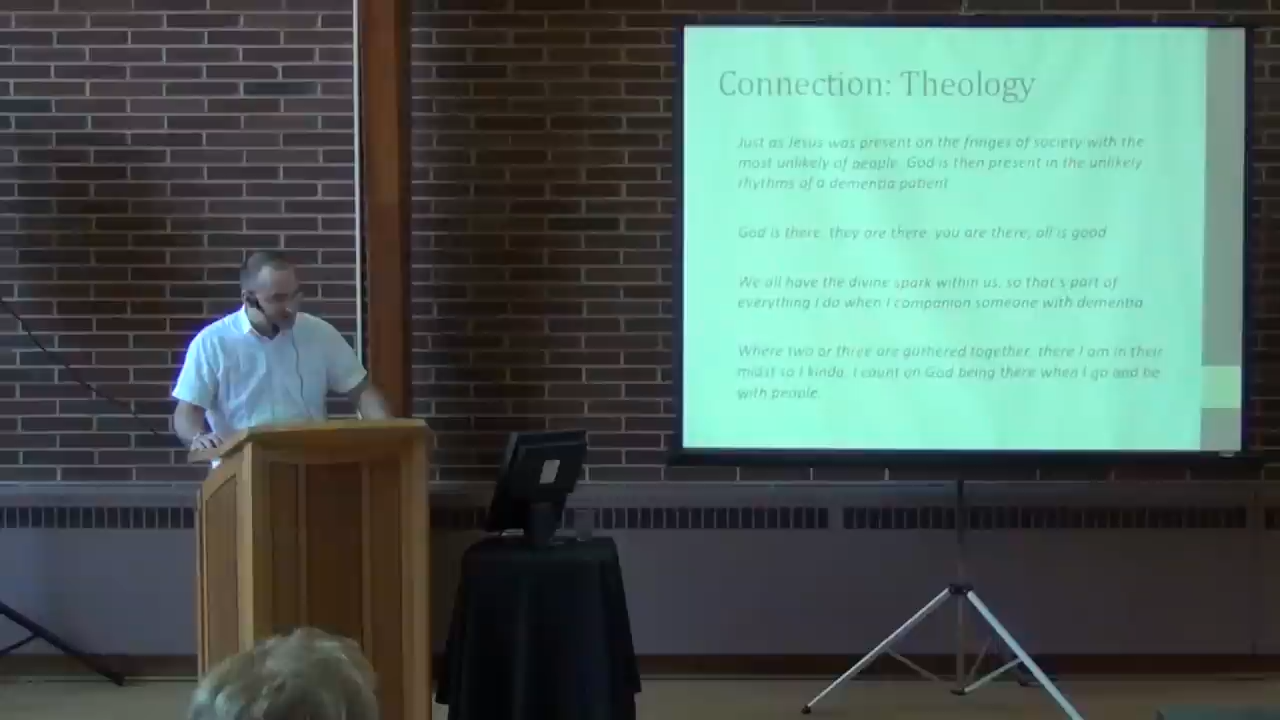 Connection: Theology
Just as Jesus was present on the fringes of society with the
most unlikely of people. God is then present in the unlikely
rhythms of a dementia patient
God is there, they are there, you are there, all is good
We all have the divine spark within us, so that's part of
everything I do when I companion someone with dementia
Where two or three are gathered together, there I am in their
midst so I kinda, I count on God being there when I go and be
with people.